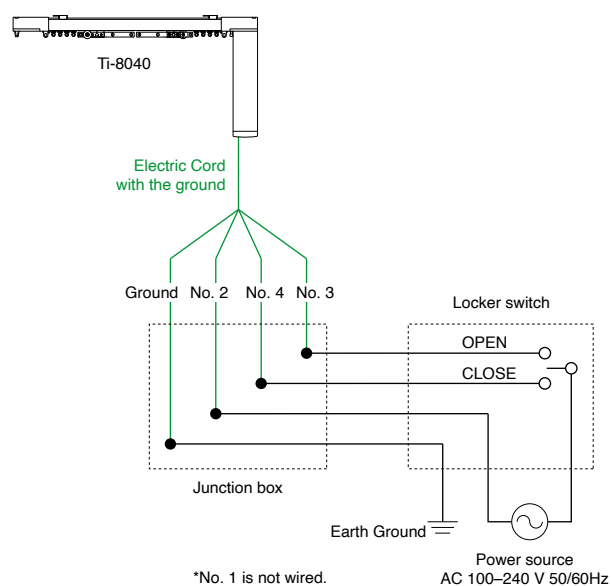 Ti-8040
Electric Cord
with the ground
Ground No. 2 No. 4 No. 3
Locker switch
OPEN
CLOSE
Junction box
Earth Ground
Power source
AC 100–240 V 50/60Hz
*No. 1 is not wired.